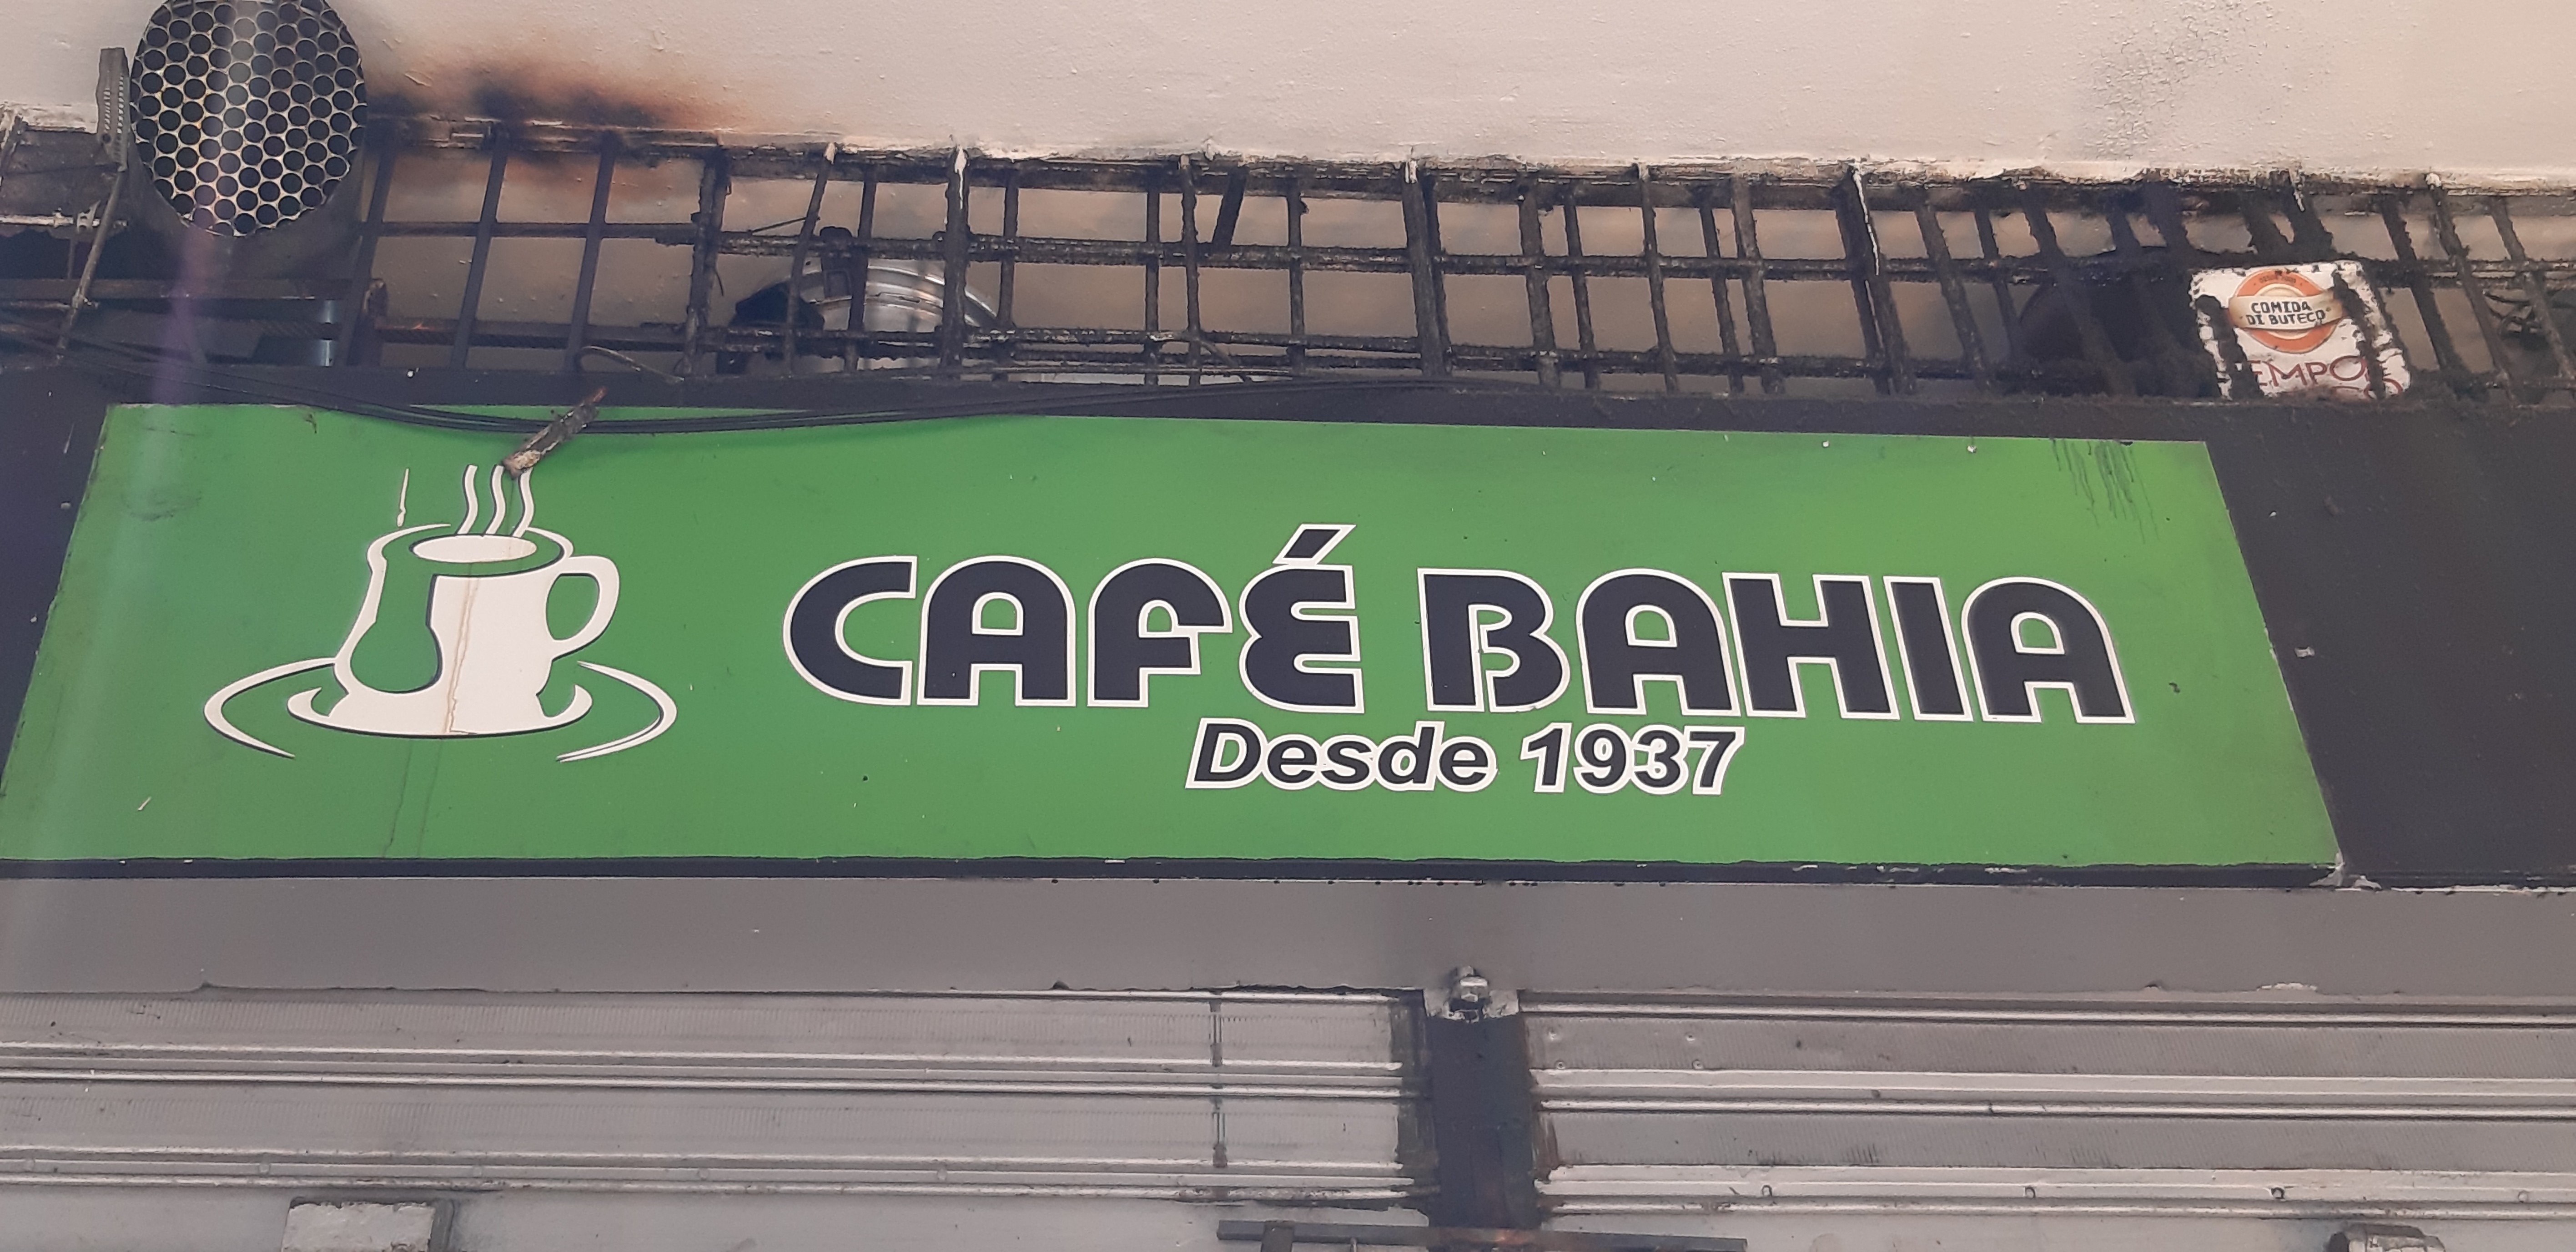 COMIDA
DI BUTECO
CAFÉ BAHIA
Desde 1937